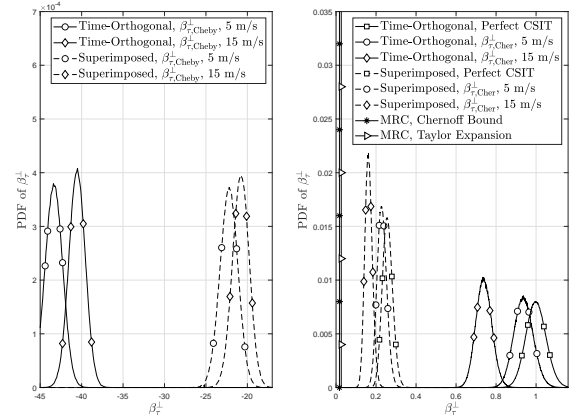 ×10⁻⁴
Time-Orthogonal, β⊥τ,Cheby, 5 m/s
Time-Orthogonal, β⊥τ,Cheby, 15 m/s
Superimposed, β⊥τ,Cheby, 5 m/s
Superimposed, β⊥τ,Cheby, 15 m/s
PDF of β⊥τ
7
6
5
4
3
2
1
0
-45 -40 -35 -30 -25 -20
β⊥τ
Time-Orthogonal, Perfect CSIT
Time-Orthogonal, β⊥τ,Cher, 5 m/s
Time-Orthogonal, β⊥τ,Cher, 15 m/s
Superimposed, Perfect CSIT
Superimposed, β⊥τ,Cher, 5 m/s
Superimposed, β⊥τ,Cher, 15 m/s
MRC, Chernoff Bound
MRC, Taylor Expansion
PDF of β⊥τ
0.035
0.03
0.025
0.02
0.015
0.01
0.005
0
0 0.2 0.4 0.6 0.8 1
β⊥τ